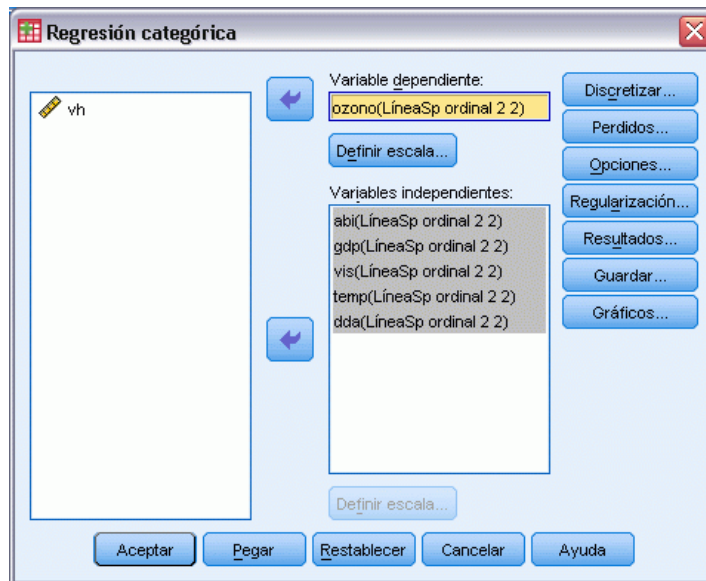 Regresión categórica
vh
Variable dependiente:
ozono(LíneaSp ordinal 2 2)
Definir escala...
Variables independientes:
abi(LíneaSp ordinal 2 2)
gdp(LíneaSp ordinal 2 2)
vis(LíneaSp ordinal 2 2)
temp(LíneaSp ordinal 2 2)
dda(LíneaSp ordinal 2 2)
Definir escala...
Discretizar...
Perdidos...
Opciones...
Regularización...
Resultados...
Guardar...
Gráficos...
Aceptar
Pegar
Restablecer
Cancelar
Ayuda